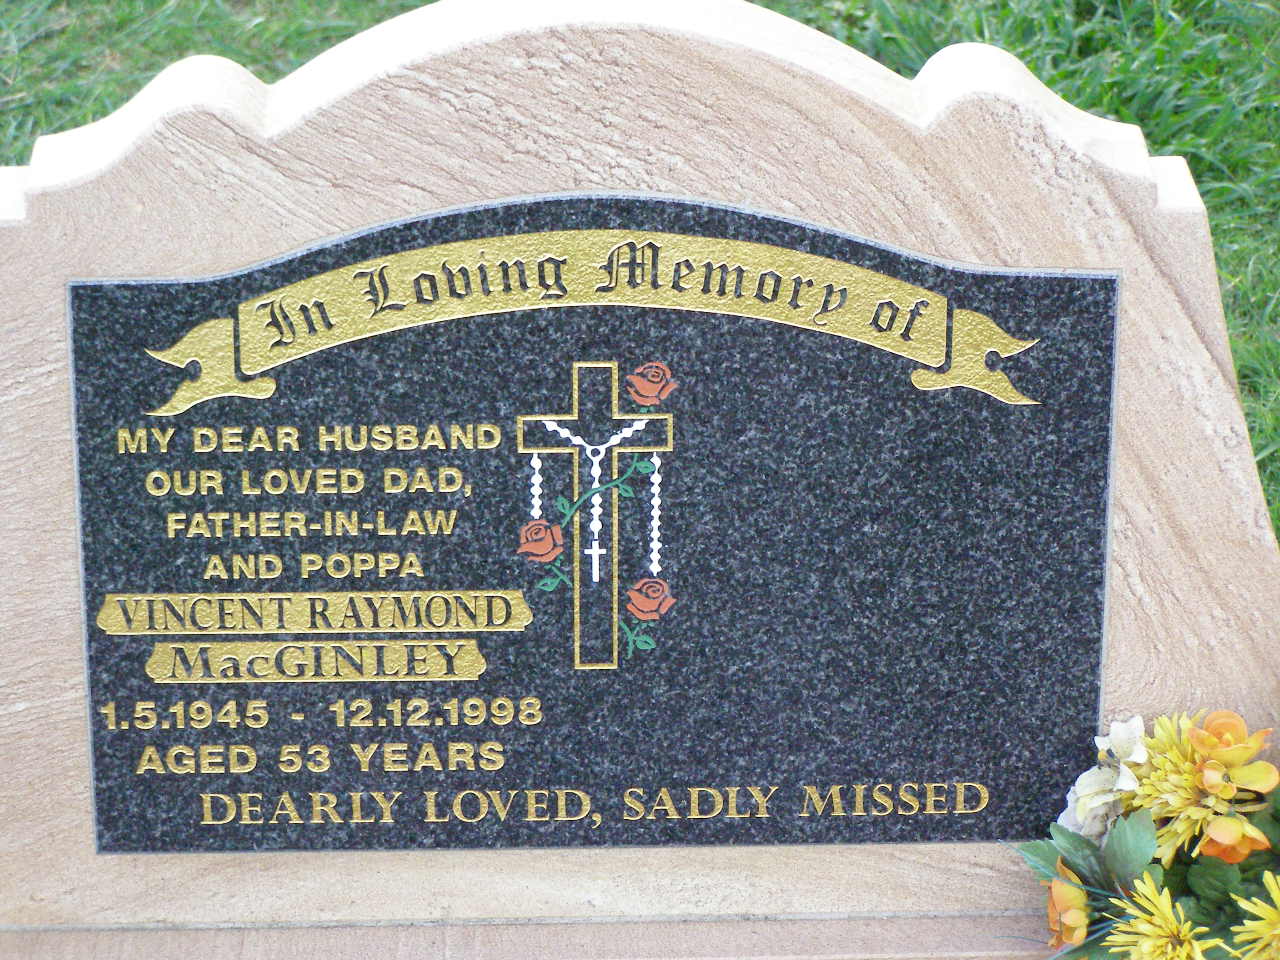 In Loving Memory of
MY DEAR HUSBAND
OUR LOVED DAD,
FATHER-IN-LAW
AND POPPA
VINCENT RAYMOND
MacGINLEY
1.5.1945 - 12.12.1998
AGED 53 YEARS
DEARLY LOVED, SADLY MISSED